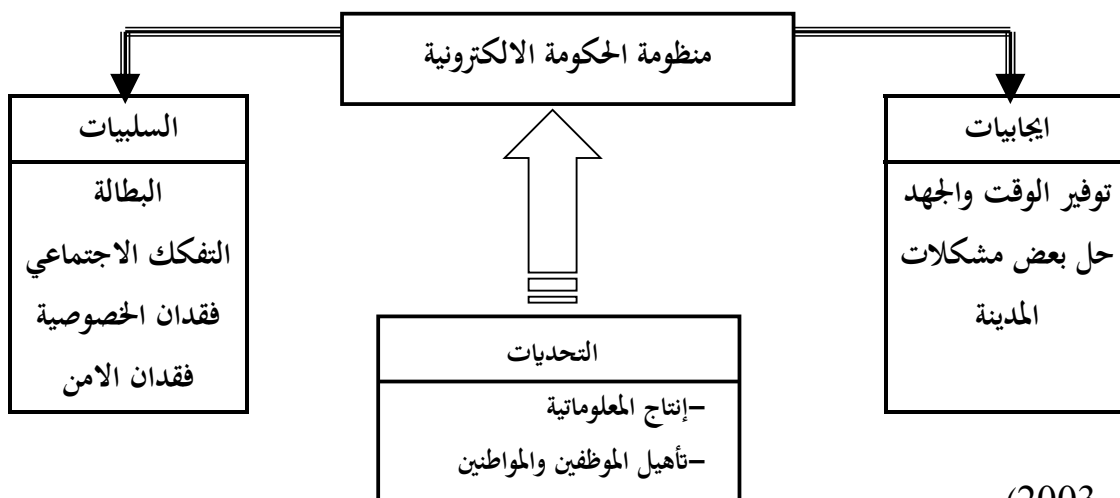 منظومة الحكومة الالكترونية
ايجابيات
توفير الوقت والجهد
حل بعض مشكلات
المدينة
السلبيات
البطالة
التفكك الاجتماعي
فقدان الخصوصية
فقدان الامن
التحديات
–إنتاج المعلوماتية
–تأهيل الموظفين والمواطنين